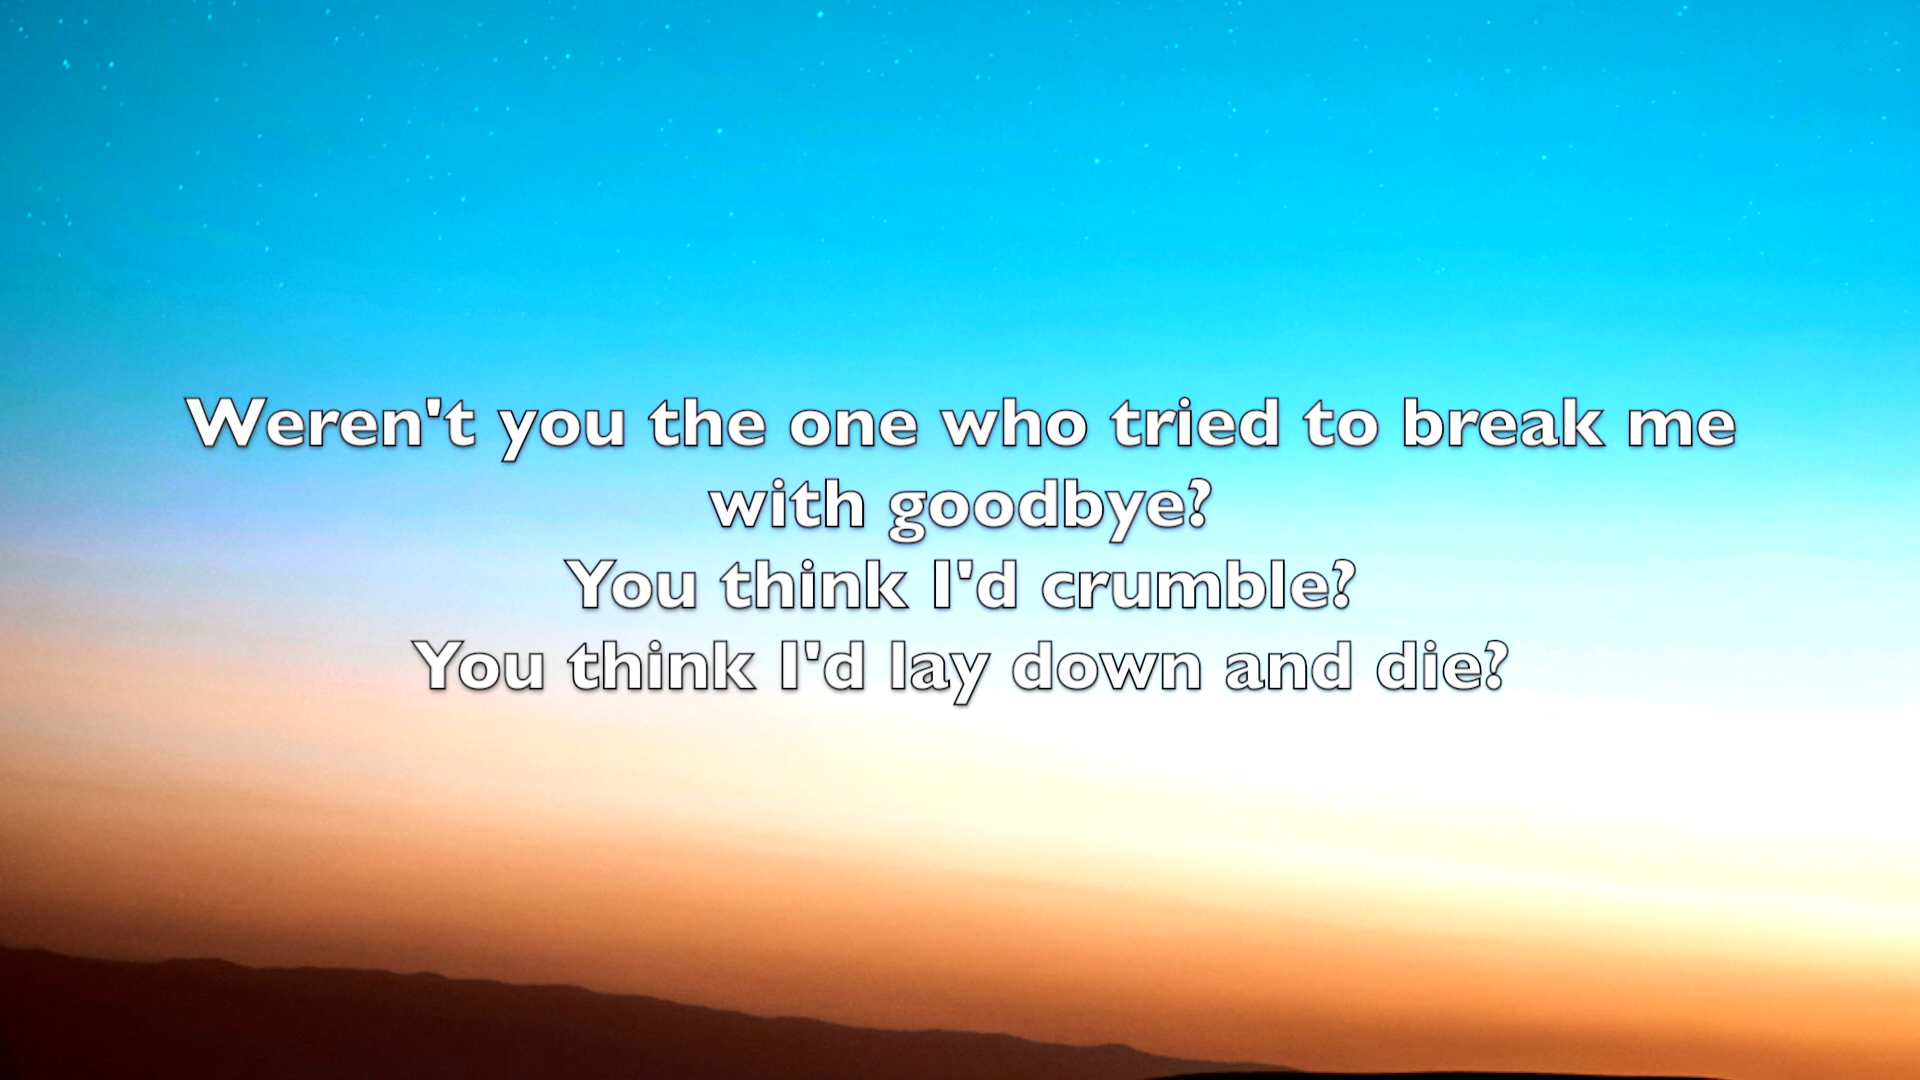 Weren't you the one who tried to break me
with goodbye?
You think I'd crumble?
You think I'd lay down and die?